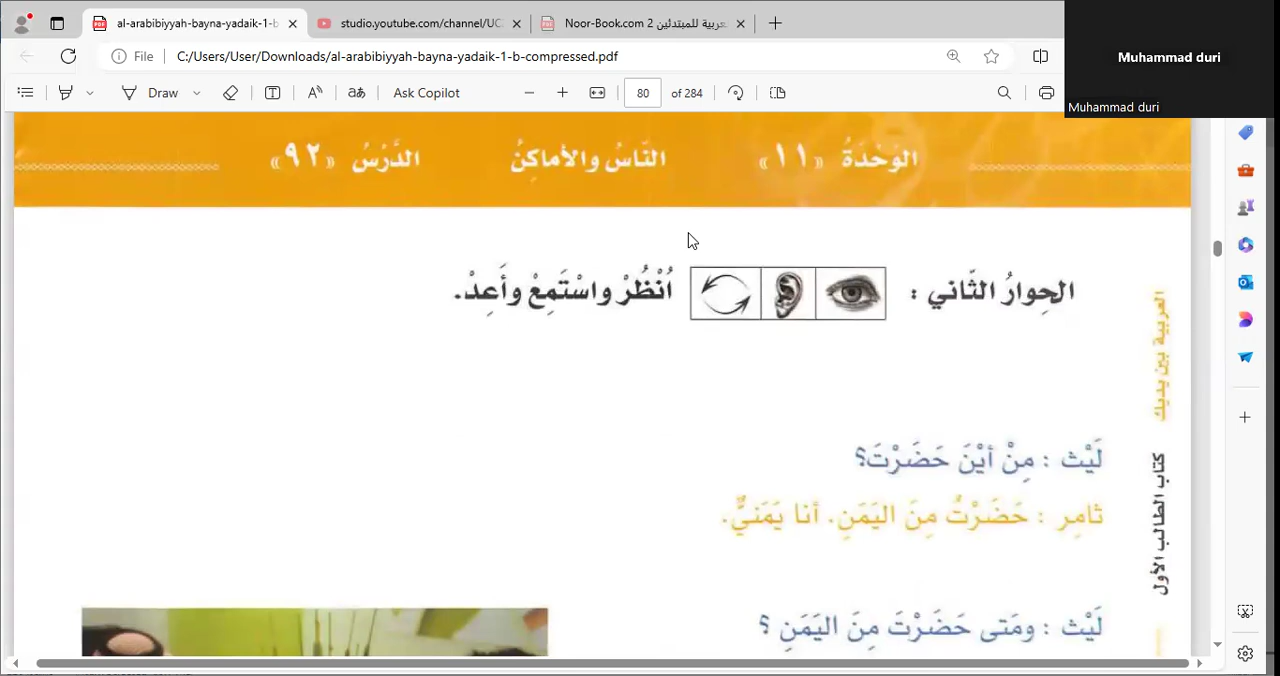 al-arabibiyyah-bayna-yadaik-1-b
studio.youtube.com/channel/UC
Noor-Book.com 2 عربية للمبتدئين
File
C:/Users/User/Downloads/al-arabibiyyah-bayna-yadaik-1-b-compressed.pdf
Draw
Ask Copilot
80 of 284
Muhammad duri
Muhammad duri
الوَحْدَةُ «١١» النّاسُ والأماكِنُ الدَّرْسُ «٩٢»
الحِوارُ الثّاني : اُنْظُرْ واسْتَمِعْ وأَعِدْ.
لَيْث : مِنْ أيْنَ حَضَرْتَ؟
ثامِر : حَضَرْتُ مِنَ اليَمَنِ. أنا يَمَنيٌّ.
لَيْث : ومَتى حَضَرْتَ مِنَ اليَمَنِ ؟
العربية بين يديك
كتاب الطالب الأول